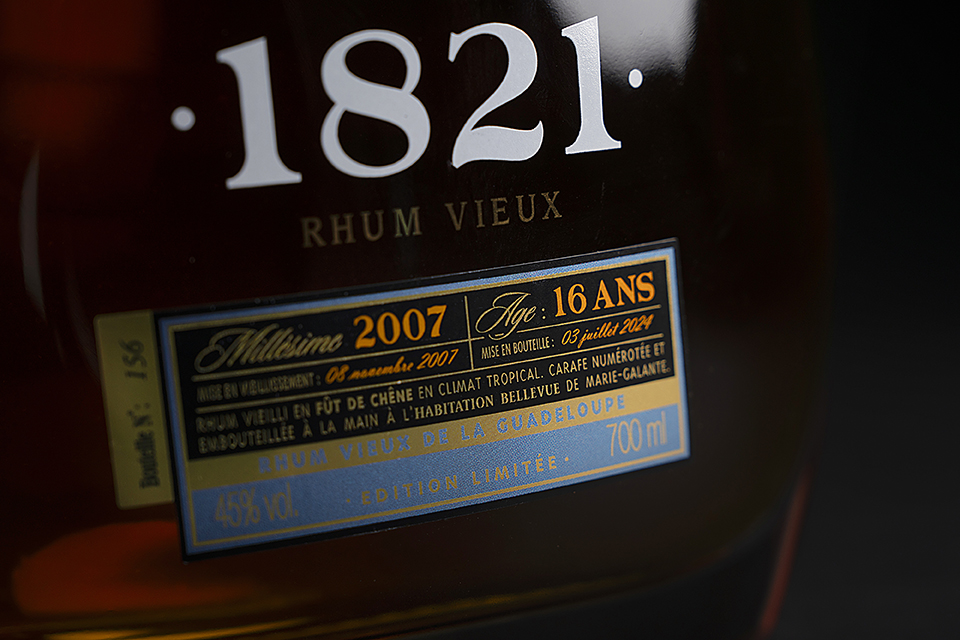 ·1821·
RHUM VIEUX
Millésime 2007
MISE EN VIEILLISSEMENT : 08 novembre 2007
Age : 16 ANS
MISE EN BOUTEILLE : 03 juillet 2024
RHUM VIEILLI EN FÛT DE CHÊNE EN CLIMAT TROPICAL. CARAFE NUMÉROTÉE ET
EMBOUTEILLÉE À LA MAIN À L'HABITATION BELLEVUE DE MARIE-GALANTE.
RHUM VIEUX DE LA GUADELOUPE
45% vol.
·EDITION LIMITÉE·
700 ml
Bouteille N°: 156